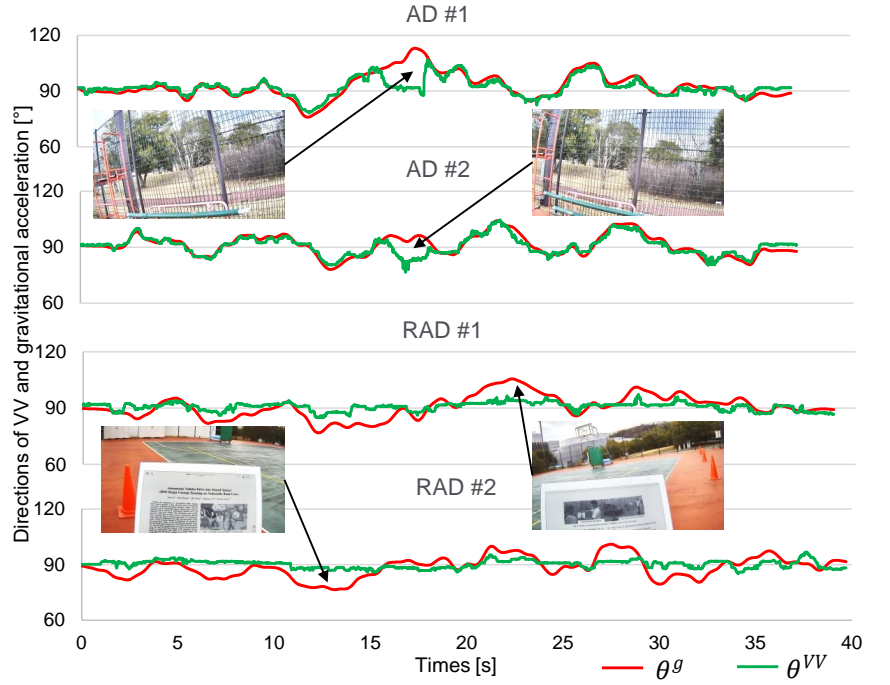 AD #1
120
90
60
AD #2
120
90
60
RAD #1
120
90
60
RAD #2
120
90
60
0 5 10 15 20 25 30 35 40
Times [s]
Directions of VV and gravitational acceleration [°]
θ^g
θ^VV